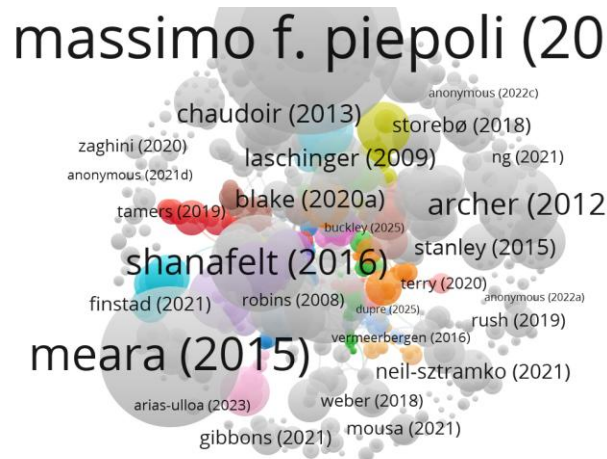 massimo f. piepoli (20
anonymous (2022c)
chaudoir (2013)
storebø (2018)
zaghini (2020)
laschinger (2009)
ng (2021)
anonymous (2021d)
blake (2020a)
archer (2012
tamers (2019)
buckley (2025)
stanley (2015)
shanafelt (2016)
terry (2020)
finstad (2021)
robins (2008)
anonymous (2022a)
dupre (2025)
rush (2019)
vermeerbergen (2016)
meara (2015)
neil-sztramko (2021)
arias-ulloa (2023)
weber (2018)
mousa (2021)
gibbons (2021)